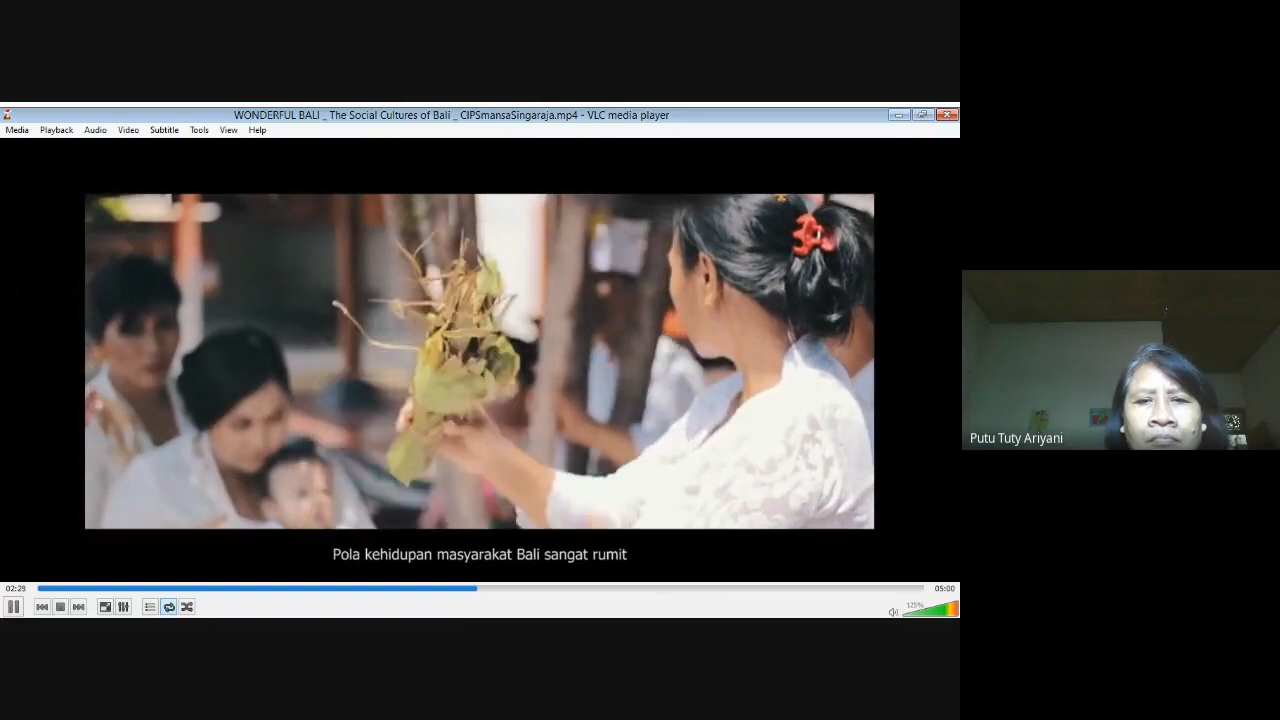 WONDERFUL BALI _ The Social Cultures of Bali _ CIPSmansaSingaraja.mp4 - VLC media player
Media Playback Audio Video Subtitle Tools View Help
Putu Tuty Ariyani
Pola kehidupan masyarakat Bali sangat rumit
02:29 05:00
125%